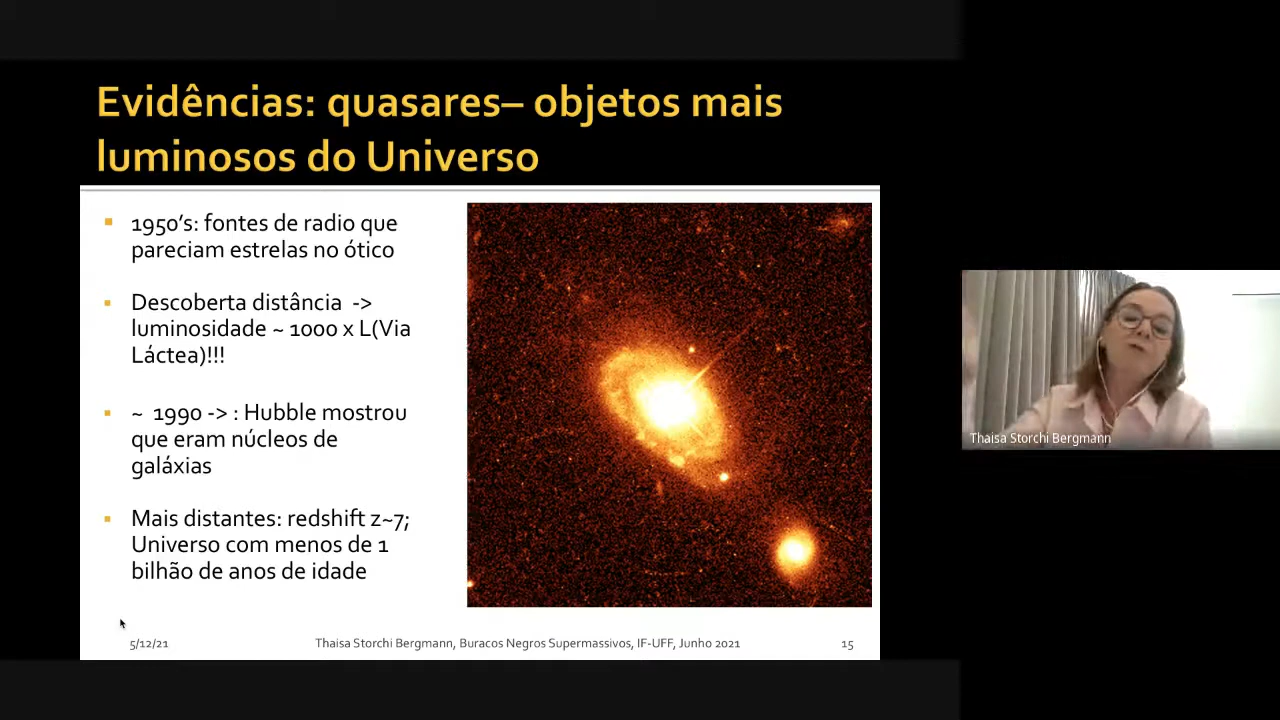 Evidências: quasares– objetos mais
luminosos do Universo
1950's: fontes de radio que
pareciam estrelas no ótico
Descoberta distância ->
luminosidade ~ 1000 x L(Via
Láctea)!!!
~ 1990 -> : Hubble mostrou
que eram núcleos de
galáxias
Mais distantes: redshift z~7;
Universo com menos de 1
bilhão de anos de idade
5/12/21
Thaisa Storchi Bergmann, Buracos Negros Supermassivos, IF-UFF, Junho 2021
15
Thaisa Storchi Bergmann